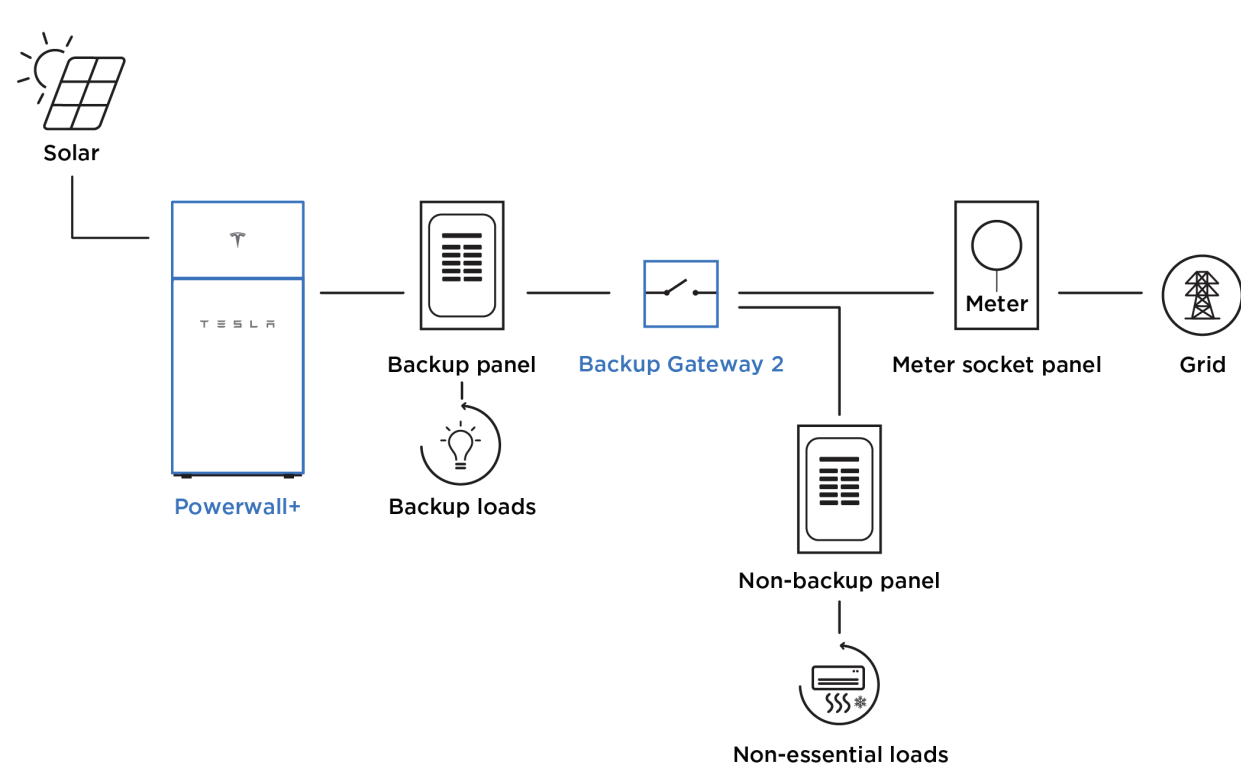 Solar
TESLA
Meter
Backup panel
Backup Gateway 2
Meter socket panel
Grid
Powerwall+
Backup loads
Non-backup panel
Non-essential loads